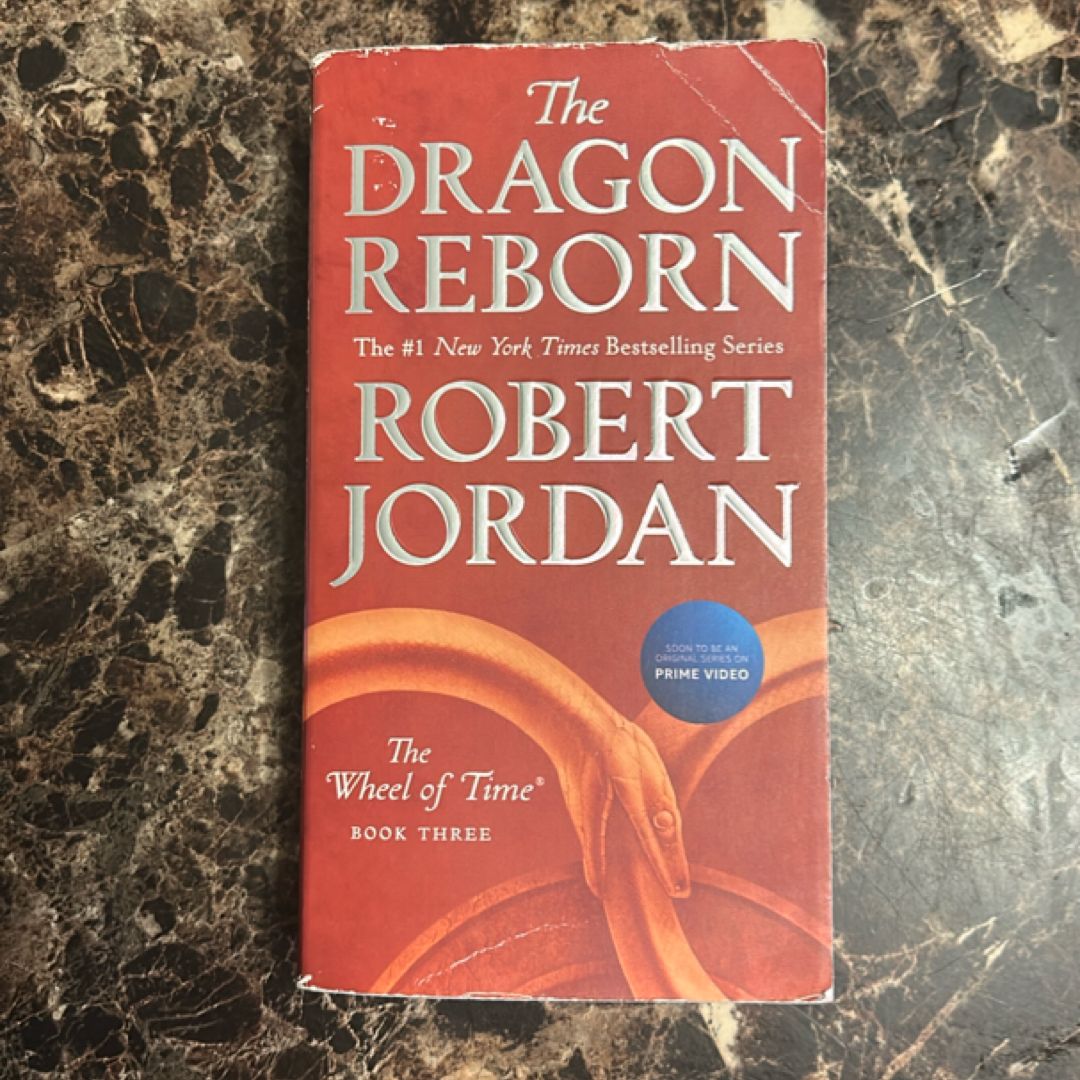 The
DRAGON
REBORN
The #1 New York Times Bestselling Series
ROBERT
JORDAN
SOON TO BE AN
ORIGINAL SERIES ON
PRIME VIDEO
The
Wheel of Time®
BOOK THREE